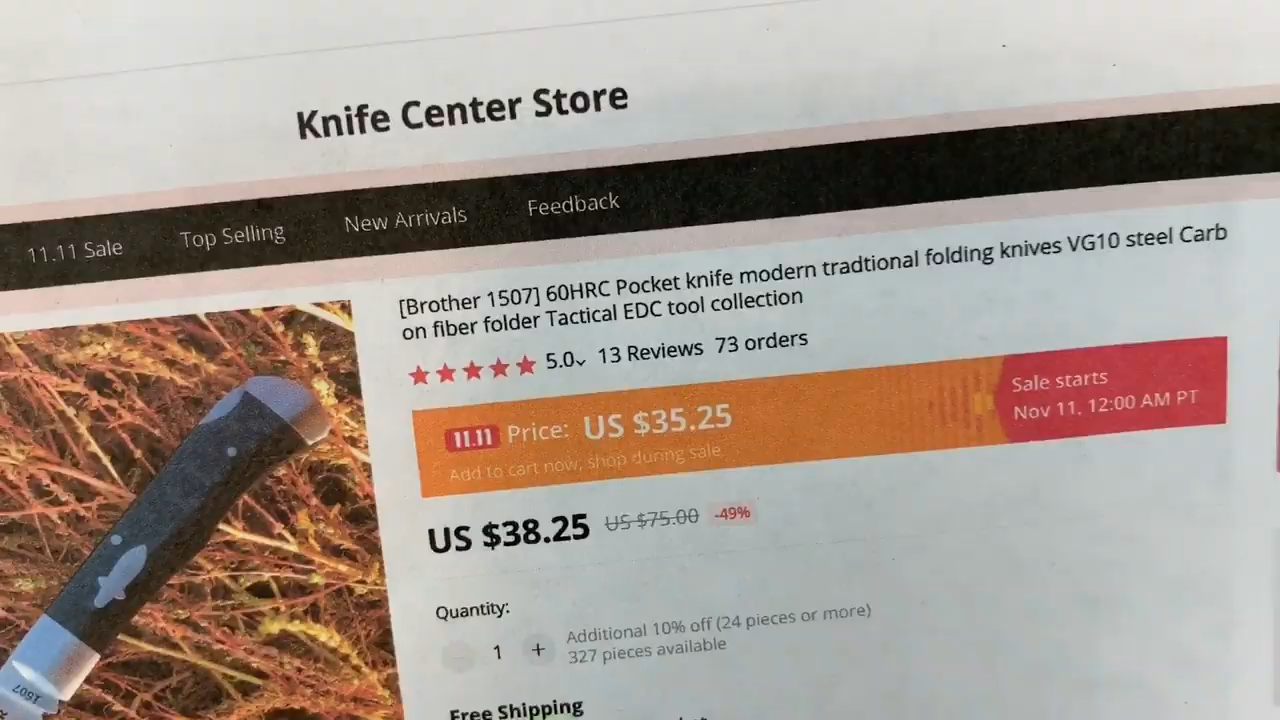 Knife Center Store
11.11 Sale Top Selling New Arrivals Feedback
[Brother 1507] 60HRC Pocket knife modern tradtional folding knives VG10 steel Carb
on fiber folder Tactical EDC tool collection
5.0 13 Reviews 73 orders
11.11 Price: US $35.25
Add to cart now, shop during sale
Sale starts
Nov 11, 12:00 AM PT
US $38.25 US $75.00 -49%
Quantity:
1 + Additional 10% off (24 pieces or more)
327 pieces available
Free Shipping
1507